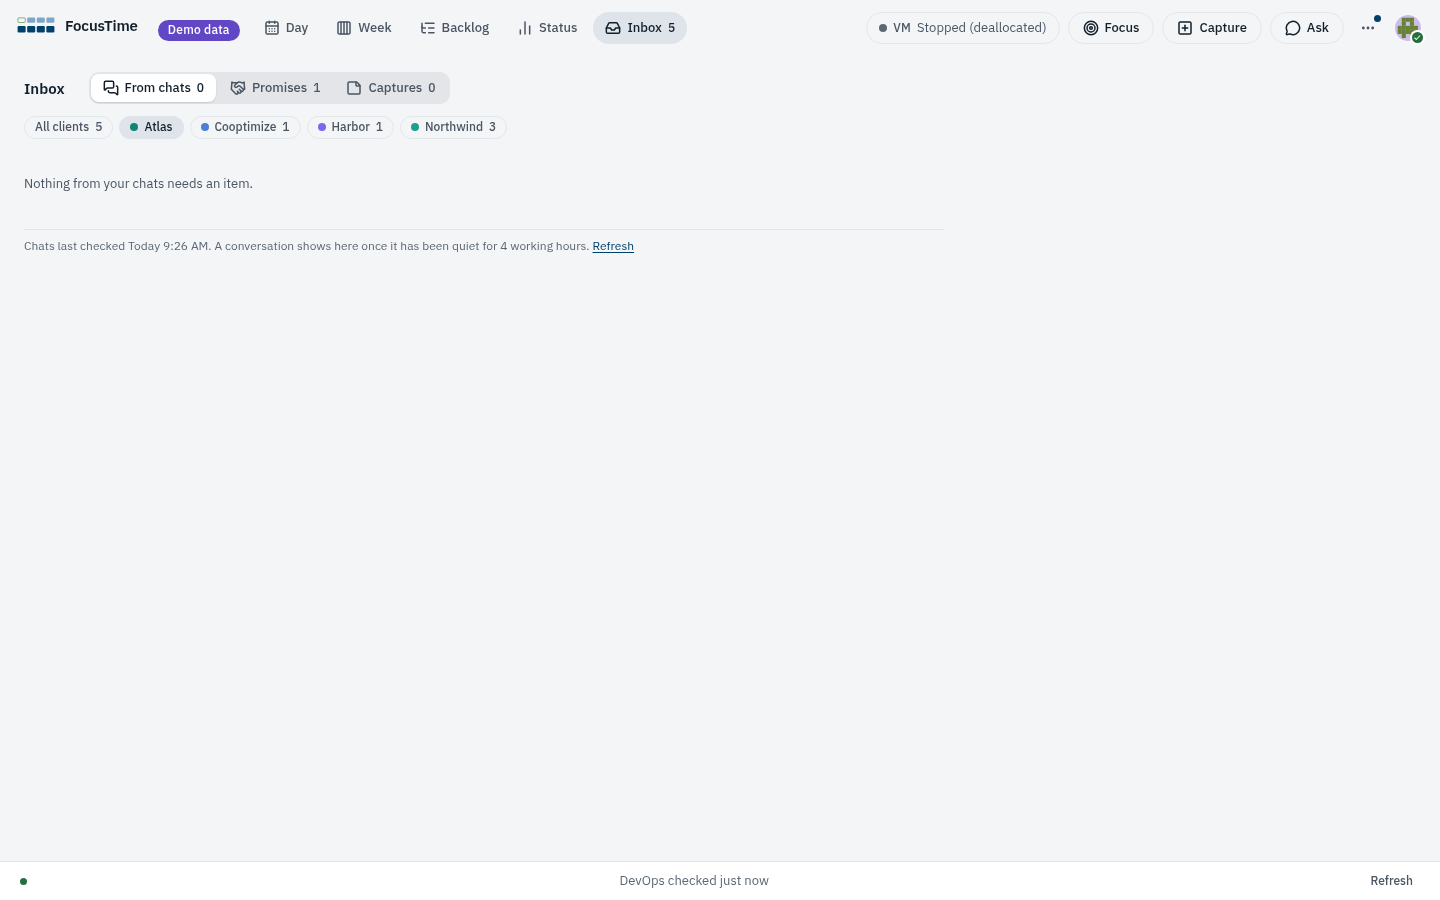 FocusTime
Demo data
Day
Week
Backlog
Status
Inbox 5
VM Stopped (deallocated)
Focus
Capture
Ask
Inbox
From chats 0
Promises 1
Captures 0
All clients 5
Atlas
Cooptimize 1
Harbor 1
Northwind 3
Nothing from your chats needs an item.
Chats last checked Today 9:26 AM. A conversation shows here once it has been quiet for 4 working hours. Refresh
DevOps checked just now
Refresh